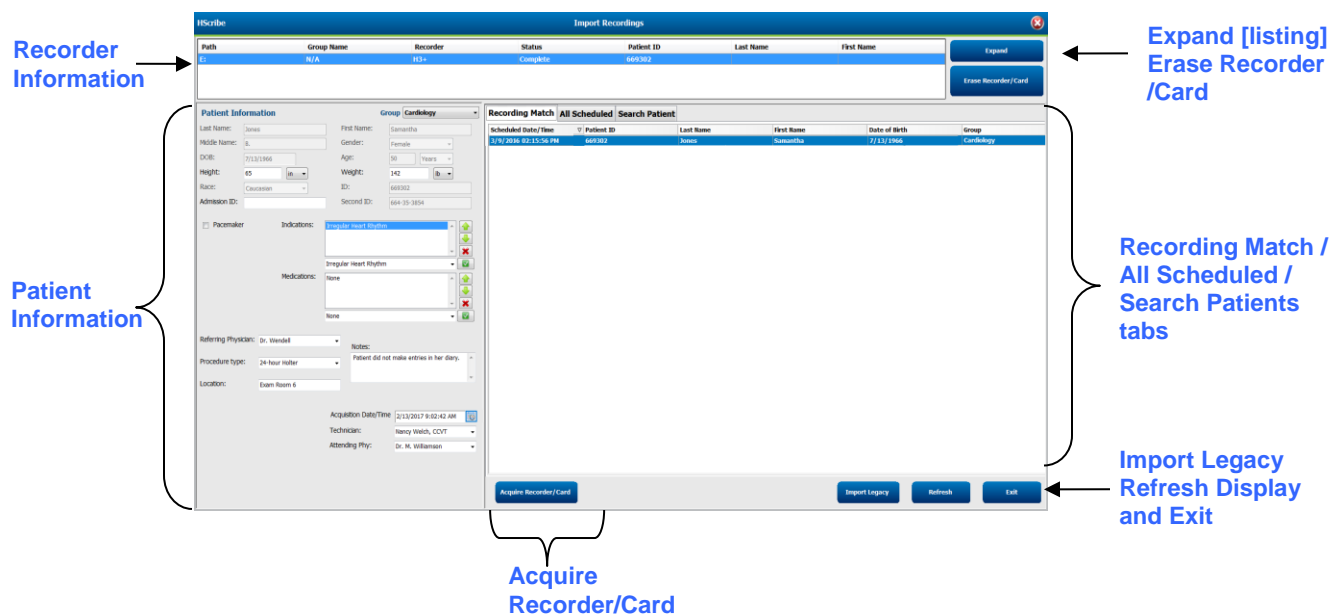 HScribe Import Recordings
Recorder
Information
Path Group Name Recorder Status Patient ID Last Name First Name
E: N/A H3+ Complete 669302
Expand
Erase Recorder/Card
Expand [listing]
Erase Recorder
/Card
Patient Information Group Cardiology
Last Name: Jones First Name: Samantha
Middle Name: B. Gender: Female
DOB: 7/13/1966 Age: 50 Years
Height: 65 in Weight: 142 lb
Race: Caucasian ID: 669302
Admission ID: Second ID: 664-35-3854
Pacemaker Indications: Irregular Heart Rhythm
Irregular Heart Rhythm
Medications: None
None
Referring Physician: Dr. Wendell Notes:
Procedure type: 24-hour Holter Patient did not make entries in her diary.
Location: Exam Room 6
Acquisition Date/Time 2/13/2017 9:02:42 AM
Technician: Nancy Welch, CCVT
Attending Phy: Dr. M. Williamson
Patient
Information
Recording Match All Scheduled Search Patient
Scheduled Date/Time Patient ID Last Name First Name Date of Birth Group
3/9/2016 02:15:56 PM 669302 Jones Samantha 7/13/1966 Cardiology
Recording Match /
All Scheduled /
Search Patients
tabs
Acquire Recorder/Card Import Legacy Refresh Exit
Import Legacy
Refresh Display
and Exit
Acquire
Recorder/Card